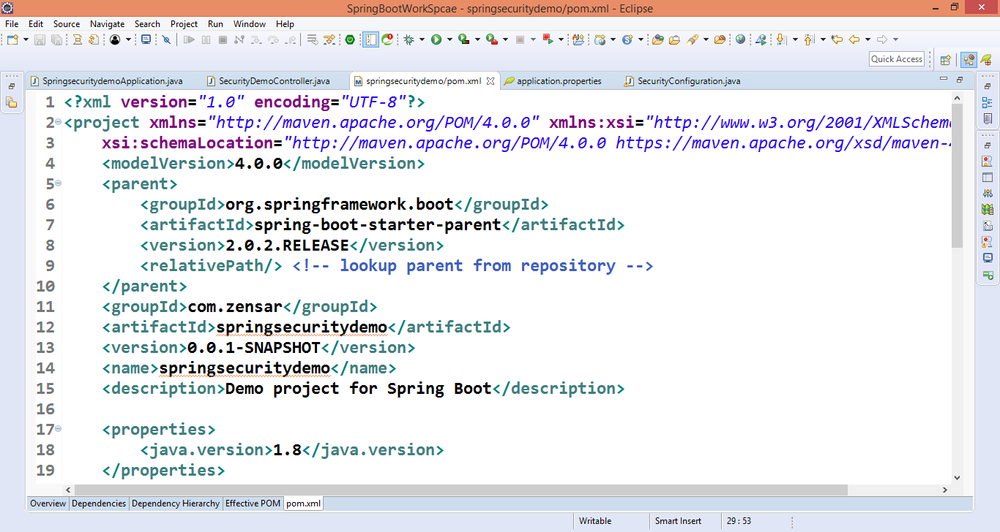 SpringBootWorkSpcae - springsecuritydemo/pom.xml - Eclipse
File Edit Source Navigate Search Project Run Window Help
Quick Access
SpringsecuritydemoApplication.java SecurityDemoController.java springsecuritydemo/pom.xml application.properties SecurityConfiguration.java
1 <?xml version="1.0" encoding="UTF-8"?>
2 <project xmlns="http://maven.apache.org/POM/4.0.0" xmlns:xsi="http://www.w3.org/2001/XMLSchem
3 xsi:schemaLocation="http://maven.apache.org/POM/4.0.0 https://maven.apache.org/xsd/maven-
4 <modelVersion>4.0.0</modelVersion>
5 <parent>
6 <groupId>org.springframework.boot</groupId>
7 <artifactId>spring-boot-starter-parent</artifactId>
8 <version>2.0.2.RELEASE</version>
9 <relativePath/> <!-- lookup parent from repository -->
10 </parent>
11 <groupId>com.zensar</groupId>
12 <artifactId>springsecuritydemo</artifactId>
13 <version>0.0.1-SNAPSHOT</version>
14 <name>springsecuritydemo</name>
15 <description>Demo project for Spring Boot</description>
16
17 <properties>
18 <java.version>1.8</java.version>
19 </properties>
Overview Dependencies Dependency Hierarchy Effective POM pom.xml
Writable Smart Insert 29 : 53